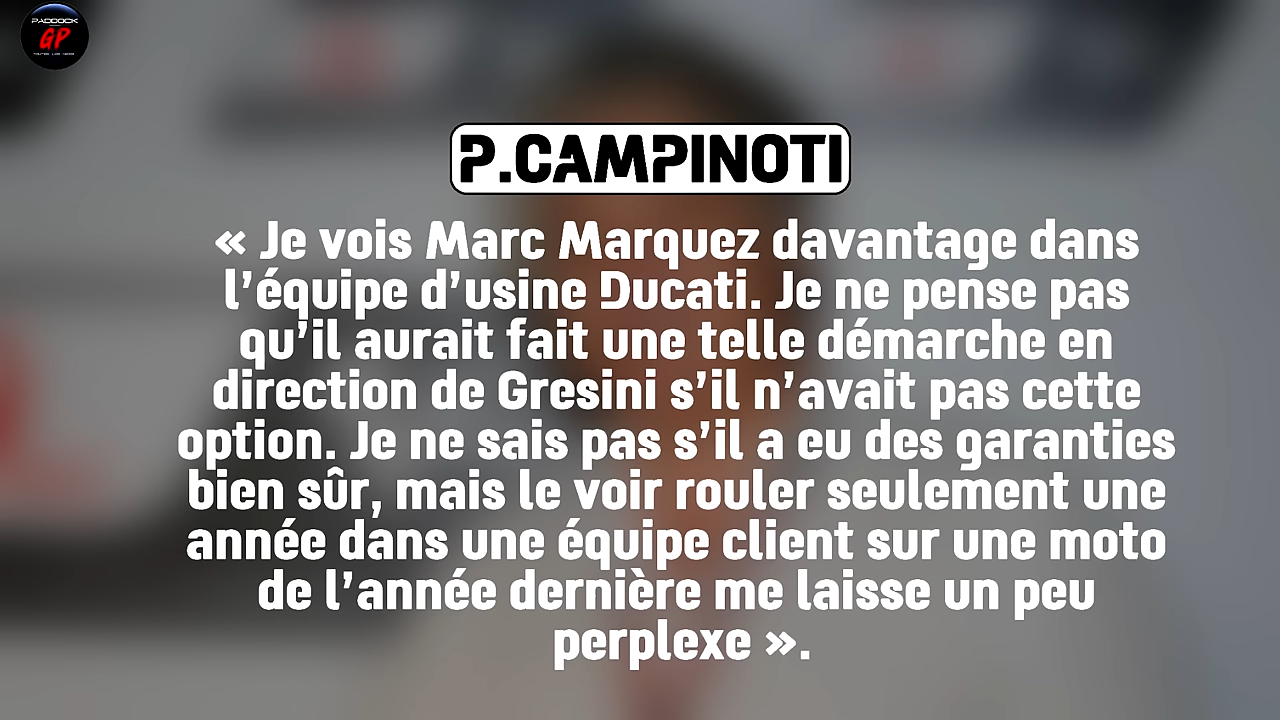 PADDOCK
GP
P.CAMPINOTI
« Je vois Marc Marquez davantage dans
l'équipe d'usine Ducati. Je ne pense pas
qu'il aurait fait une telle démarche en
direction de Gresini s'il n'avait pas cette
option. Je ne sais pas s'il a eu des garanties
bien sûr, mais le voir rouler seulement une
année dans une équipe client sur une moto
de l'année dernière me laisse un peu
perplexe ».